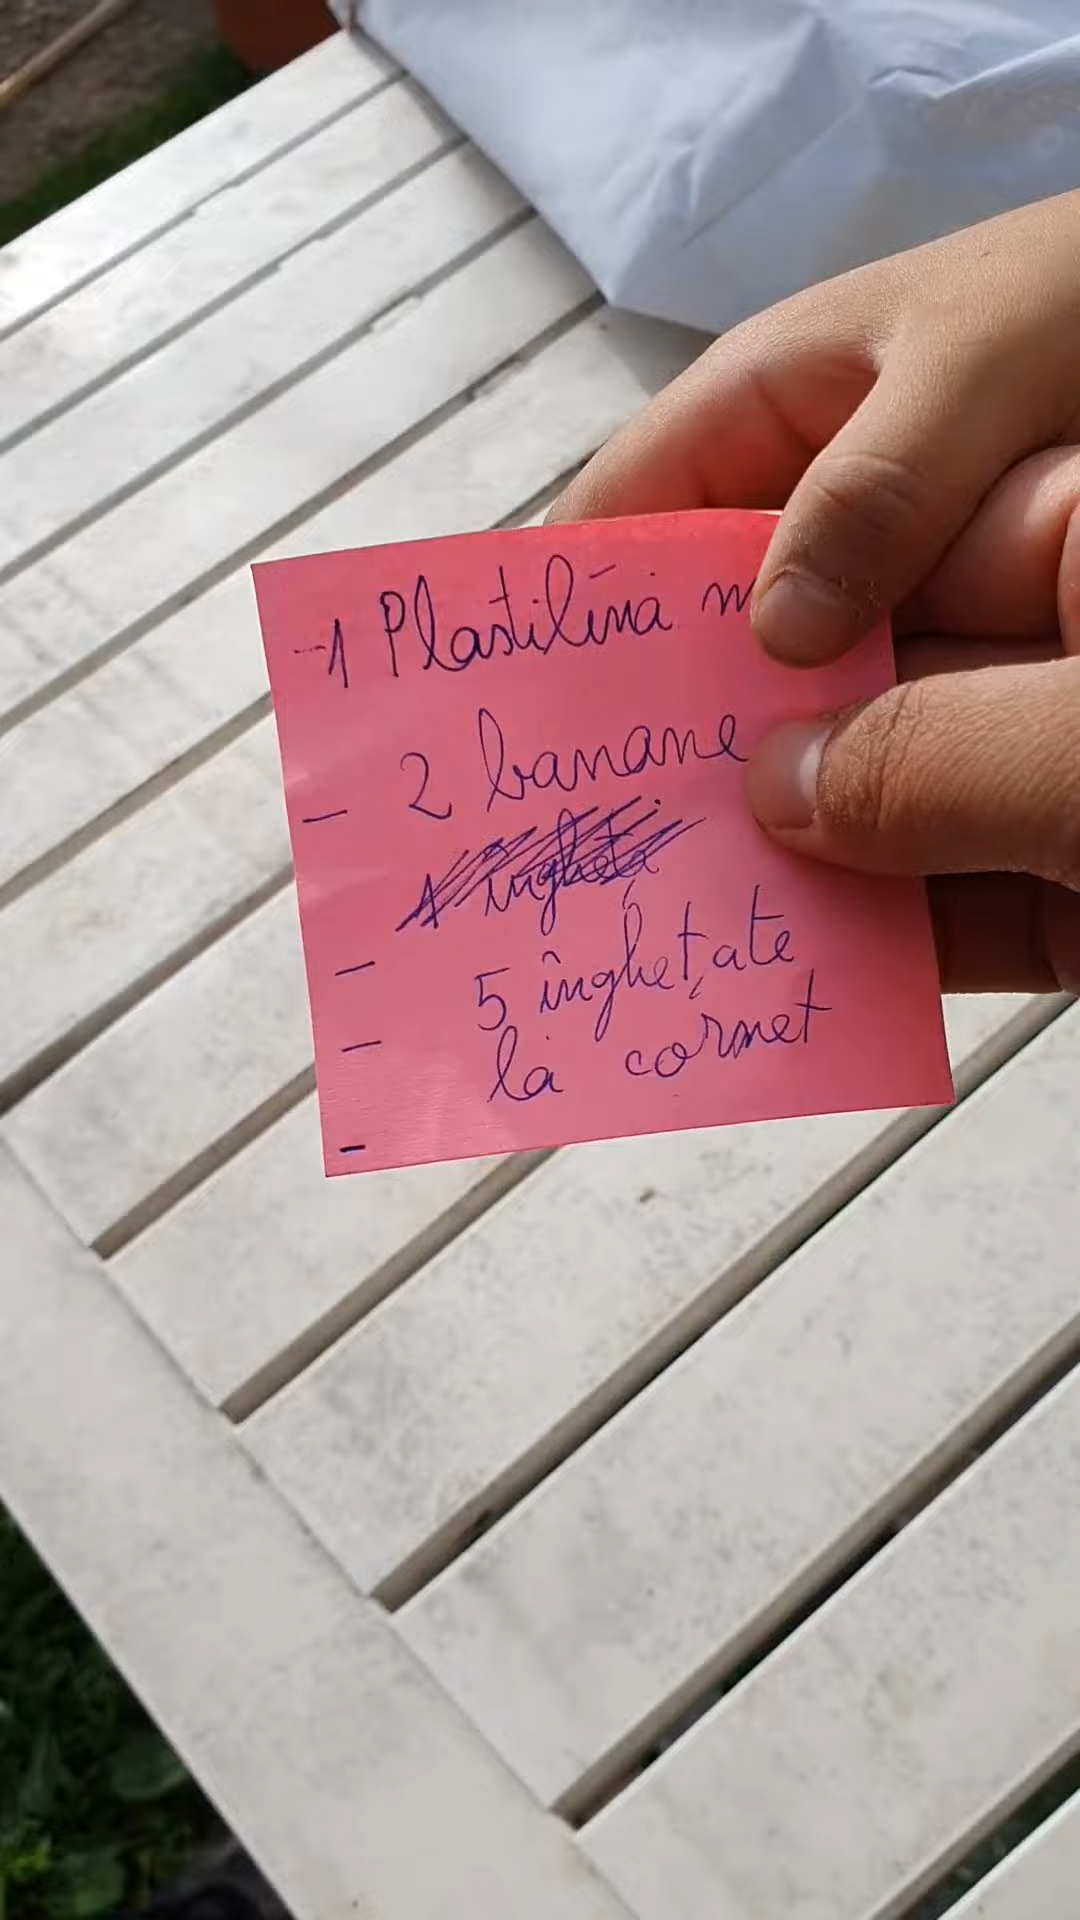 -1 Plastilină
- 2 banane
- 5 înghețate
- la cornet
-